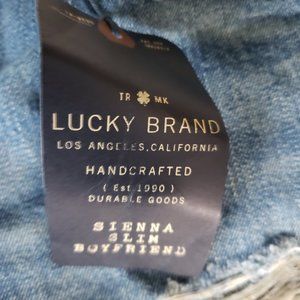 TR MK
LUCKY BRAND
LOS ANGELES, CALIFORNIA
HANDCRAFTED
( Est. 1990 )
DURABLE GOODS
SIENNA
SLIM
BOYFRIEND